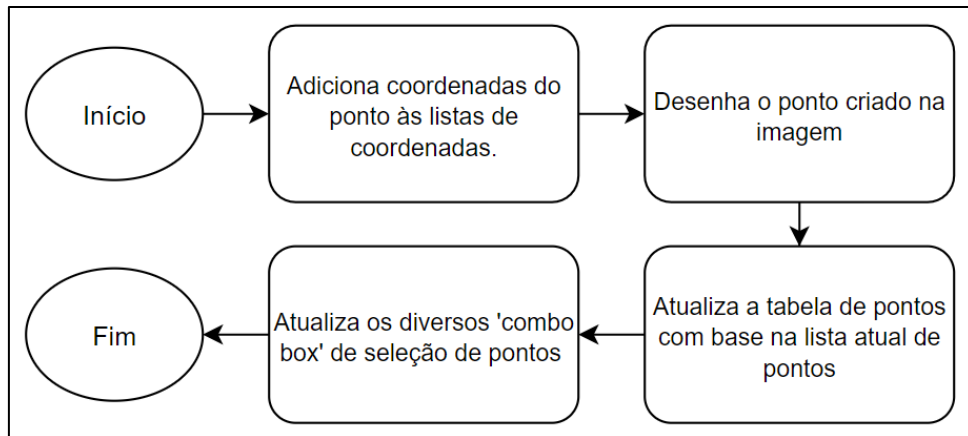 Início
Adiciona coordenadas do
ponto às listas de
coordenadas.
Desenha o ponto criado na
imagem
Atualiza a tabela de pontos
com base na lista atual de
pontos
Atualiza os diversos 'combo
box' de seleção de pontos
Fim